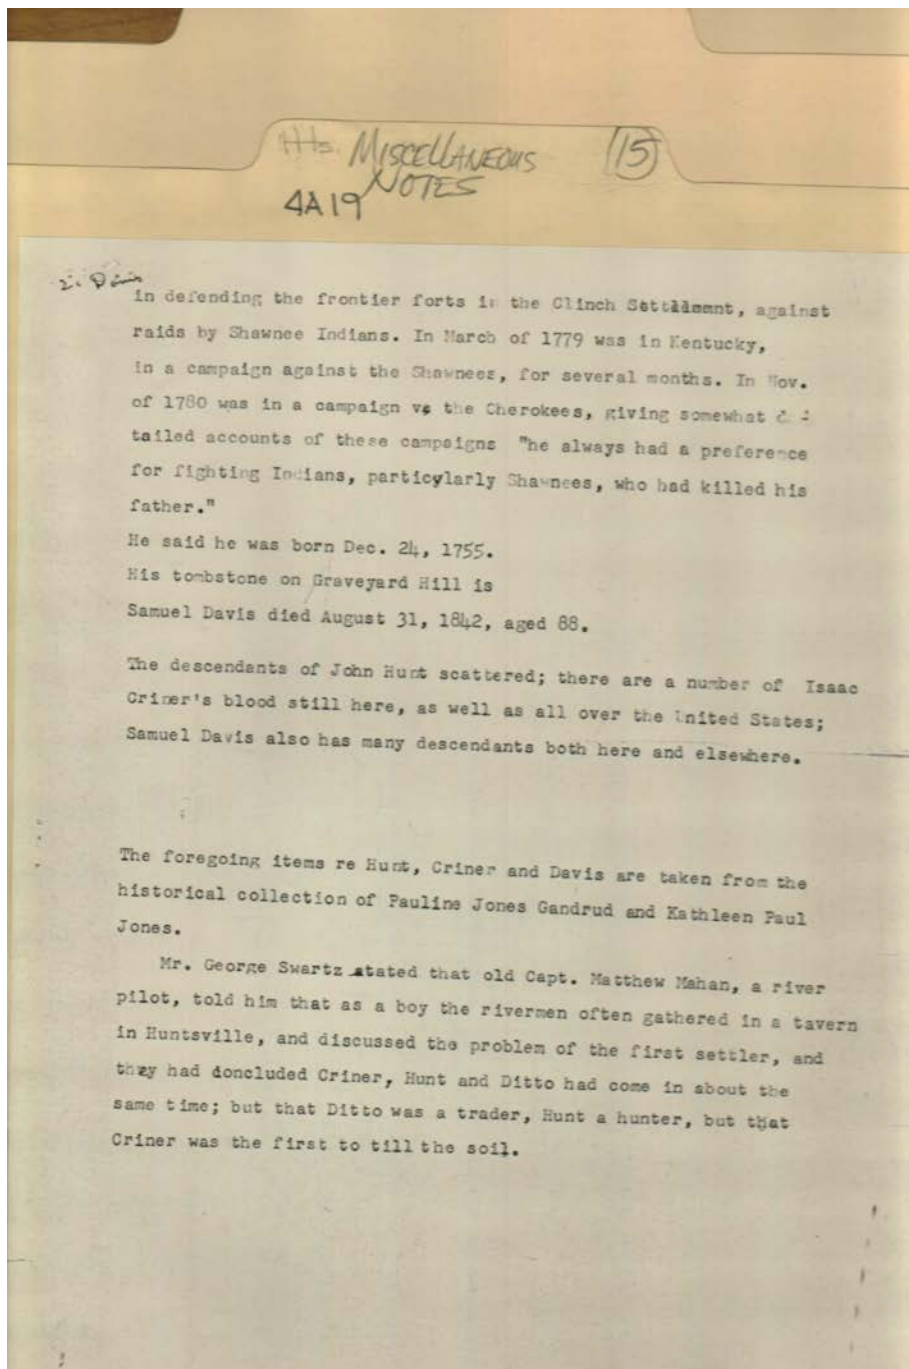 Hts. MISCELLANEOUS (15)
NOTES
4A19
2. Davis
in defending the frontier forts in the Clinch Settlement, against
raids by Shawnee Indians. In March of 1779 was in Kentucky,
in a campaign against the Shawnees, for several months. In Nov.
of 1780 was in a campaign vs the Cherokees, giving somewhat de-
tailed accounts of these campaigns "he always had a preference
for fighting Indians, particylarly Shawnees, who had killed his
father."
He said he was born Dec. 24, 1755.
His tombstone on Graveyard Hill is
Samuel Davis died August 31, 1842, aged 88.
The descendants of John Hunt scattered; there are a number of Isaac
Criner's blood still here, as well as all over the United States;
Samuel Davis also has many descendants both here and elsewhere.
The foregoing items re Hunt, Criner and Davis are taken from the
historical collection of Pauline Jones Gandrud and Kathleen Paul
Jones.
Mr. George Swartz stated that old Capt. Matthew Mahan, a river
pilot, told him that as a boy the rivermen often gathered in a tavern
in Huntsville, and discussed the problem of the first settler, and
they had doncluded Criner, Hunt and Ditto had come in about the
same time; but that Ditto was a trader, Hunt a hunter, but that
Criner was the first to till the soil.